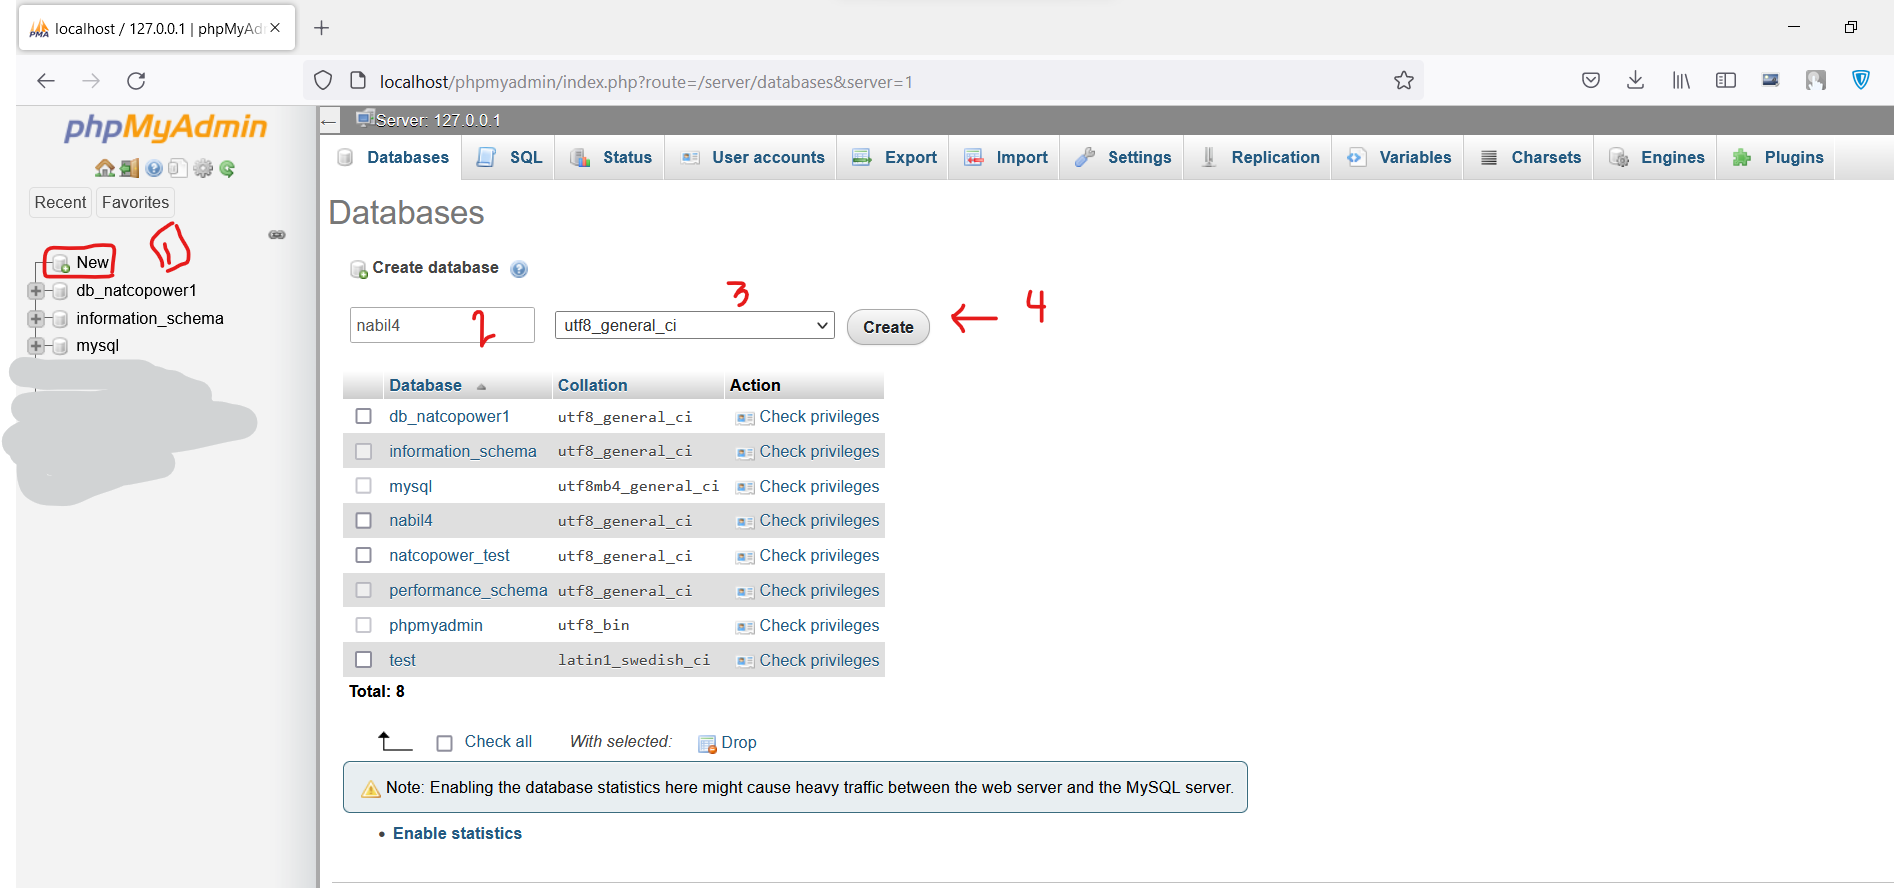 localhost / 127.0.0.1 | phpMyAd
localhost/phpmyadmin/index.php?route=/server/databases&server=1
phpMyAdmin
Recent Favorites
1
New
db_natcopower1
information_schema
mysql
Server: 127.0.0.1
Databases SQL Status User accounts Export Import Settings Replication Variables Charsets Engines Plugins
Databases
Create database
nabil4 2 utf8_general_ci 3 Create 4
Database Collation Action
db_natcopower1 utf8_general_ci Check privileges
information_schema utf8_general_ci Check privileges
mysql utf8mb4_general_ci Check privileges
nabil4 utf8_general_ci Check privileges
natcopower_test utf8_general_ci Check privileges
performance_schema utf8_general_ci Check privileges
phpmyadmin utf8_bin Check privileges
test latin1_swedish_ci Check privileges
Total: 8
Check all With selected: Drop
Note: Enabling the database statistics here might cause heavy traffic between the web server and the MySQL server.
Enable statistics